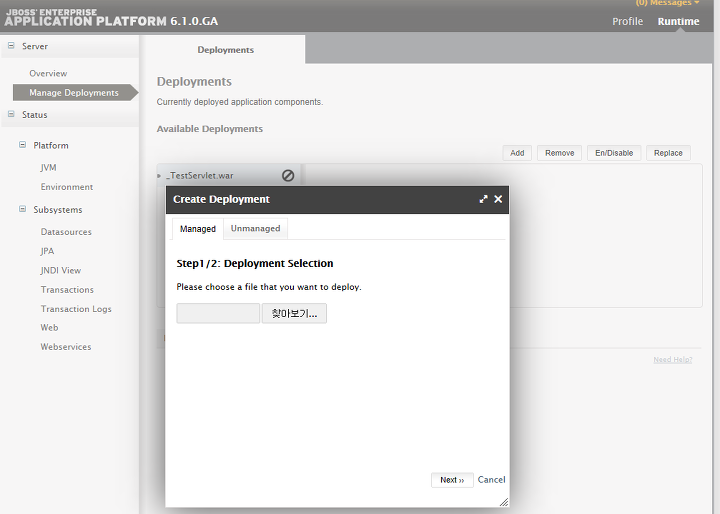 (0) Messages
JBOSS' ENTERPRISE
APPLICATION PLATFORM 6.1.0.GA
Profile
Runtime
Server
Overview
Manage Deployments
Status
Platform
JVM
Environment
Subsystems
Datasources
JPA
JNDI View
Transactions
Transaction Logs
Web
Webservices
Deployments
Deployments
Currently deployed application components.
Available Deployments
Add
Remove
En/Disable
Replace
_TestServlet.war
Need Help?
Create Deployment
Managed
Unmanaged
Step1/2: Deployment Selection
Please choose a file that you want to deploy.
찾아보기...
Next ››
Cancel